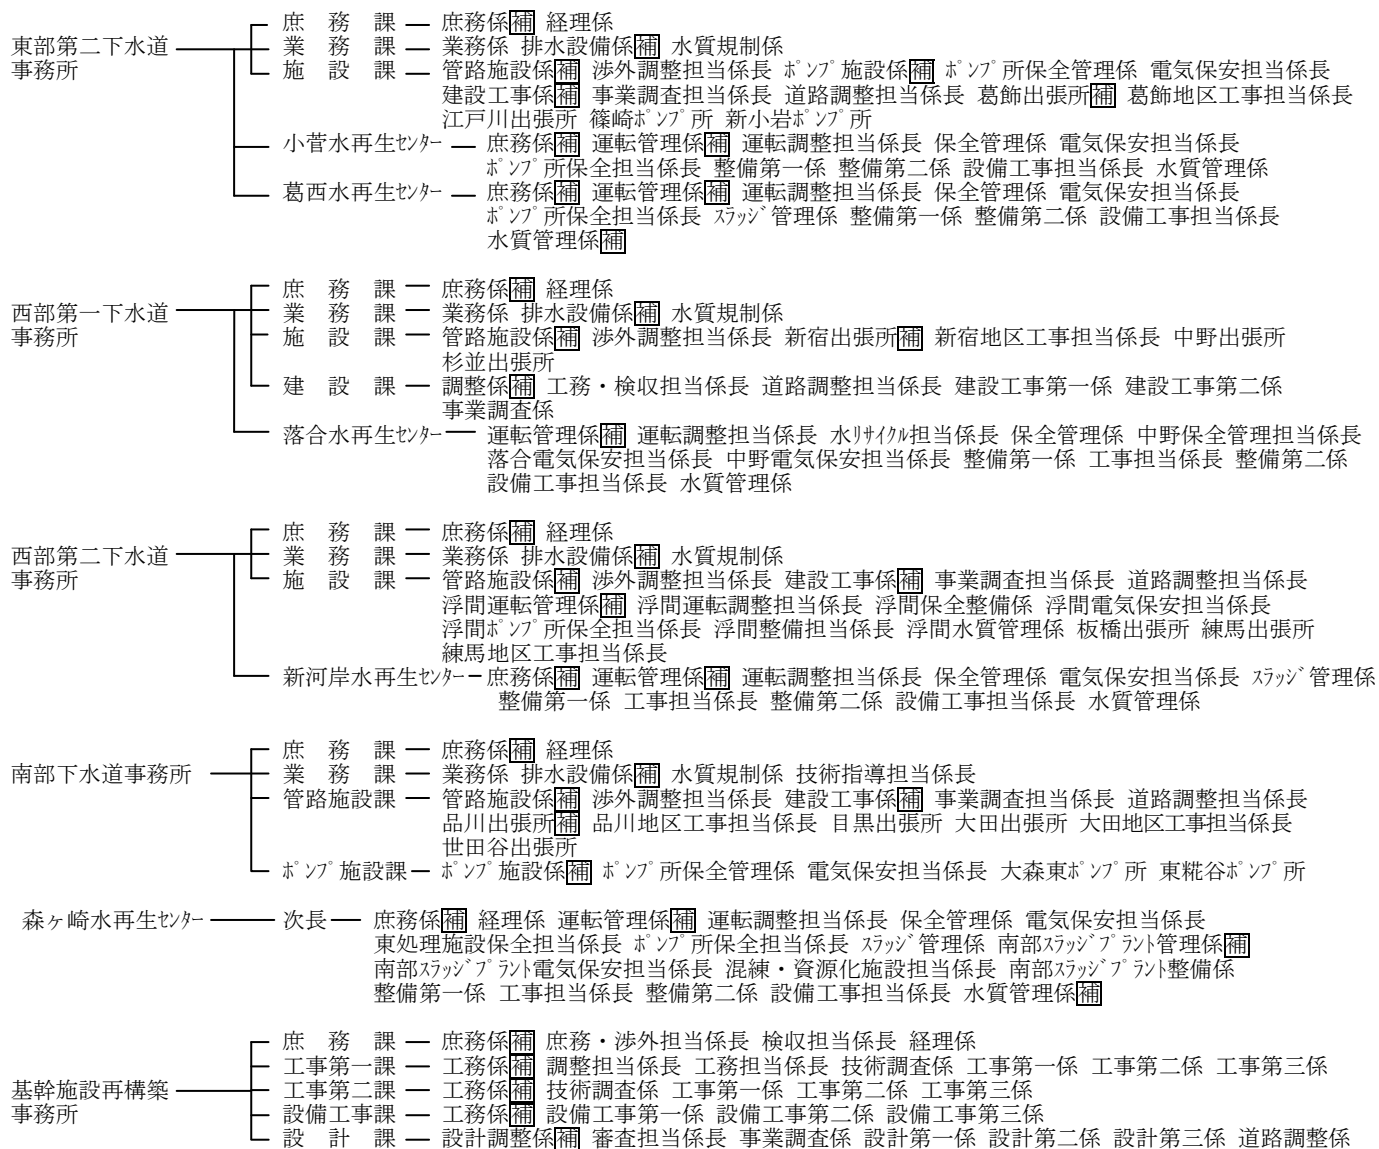 庶務課 庶務係補 経理係
東部第二下水道事務所 業務課 業務係 排水設備係補 水質規制係
施設課 管路施設係補 渉外調整担当係長 ﾎﾟﾝﾌﾟ施設係補 ﾎﾟﾝﾌﾟ所保全管理係 電気保安担当係長
建設工事係補 事業調査担当係長 道路調整担当係長 葛飾出張所補 葛飾地区工事担当係長
江戸川出張所 篠崎ﾎﾟﾝﾌﾟ所 新小岩ﾎﾟﾝﾌﾟ所
小菅水再生ｾﾝﾀｰ 庶務係補 運転管理係補 運転調整担当係長 保全管理係 電気保安担当係長
ﾎﾟﾝﾌﾟ所保全担当係長 整備第一係 整備第二係 設備工事担当係長 水質管理係
葛西水再生ｾﾝﾀｰ 庶務係補 運転管理係補 運転調整担当係長 保全管理係 電気保安担当係長
ﾎﾟﾝﾌﾟ所保全担当係長 ｽﾗｯｼﾞ管理係 整備第一係 整備第二係 設備工事担当係長
水質管理係補
庶務課 庶務係補 経理係
西部第一下水道事務所 業務課 業務係 排水設備係補 水質規制係
施設課 管路施設係補 渉外調整担当係長 新宿出張所補 新宿地区工事担当係長 中野出張所
杉並出張所
建設課 調整係補 工務・検収担当係長 道路調整担当係長 建設工事第一係 建設工事第二係
事業調査係
落合水再生ｾﾝﾀｰ 運転管理係補 運転調整担当係長 水ﾘｻｲｸﾙ担当係長 保全管理係 中野保全管理担当係長
落合電気保安担当係長 中野電気保安担当係長 整備第一係 工事担当係長 整備第二係
設備工事担当係長 水質管理係
庶務課 庶務係補 経理係
西部第二下水道事務所 業務課 業務係 排水設備係補 水質規制係
施設課 管路施設係補 渉外調整担当係長 建設工事係補 事業調査担当係長 道路調整担当係長
浮間運転管理係補 浮間運転調整担当係長 浮間保全整備係 浮間電気保安担当係長
浮間ﾎﾟﾝﾌﾟ所保全担当係長 浮間整備担当係長 浮間水質管理係 板橋出張所 練馬出張所
練馬地区工事担当係長
新河岸水再生ｾﾝﾀｰ 庶務係補 運転管理係補 運転調整担当係長 保全管理係 電気保安担当係長 ｽﾗｯｼﾞ管理係
整備第一係 工事担当係長 整備第二係 設備工事担当係長 水質管理係
庶務課 庶務係補 経理係
南部下水道事務所 業務課 業務係 排水設備係補 水質規制係 技術指導担当係長
管路施設課 管路施設係補 渉外調整担当係長 建設工事係補 事業調査担当係長 道路調整担当係長
品川出張所補 品川地区工事担当係長 目黒出張所 大田出張所 大田地区工事担当係長
世田谷出張所
ﾎﾟﾝﾌﾟ施設課 ﾎﾟﾝﾌﾟ施設係補 ﾎﾟﾝﾌﾟ所保全管理係 電気保安担当係長 大森東ﾎﾟﾝﾌﾟ所 東糀谷ﾎﾟﾝﾌﾟ所
森ヶ崎水再生ｾﾝﾀｰ 次長 庶務係補 経理係 運転管理係補 運転調整担当係長 保全管理係 電気保安担当係長
東処理施設保全担当係長 ﾎﾟﾝﾌﾟ所保全担当係長 ｽﾗｯｼﾞ管理係 南部ｽﾗｯｼﾞﾌﾟﾗﾝﾄ管理係補
南部ｽﾗｯｼﾞﾌﾟﾗﾝﾄ電気保安担当係長 混練・資源化施設担当係長 南部ｽﾗｯｼﾞﾌﾟﾗﾝﾄ整備係
整備第一係 工事担当係長 整備第二係 設備工事担当係長 水質管理係補
庶務課 庶務係補 庶務・渉外担当係長 検収担当係長 経理係
工事第一課 工務係補 調整担当係長 工務担当係長 技術調査係 工事第一係 工事第二係 工事第三係
基幹施設再構築事務所 工事第二課 工務係補 技術調査係 工事第一係 工事第二係 工事第三係
設備工事課 工務係補 設備工事第一係 設備工事第二係 設備工事第三係
設計課 設計調整係補 審査担当係長 事業調査係 設計第一係 設計第二係 設計第三係 道路調整係